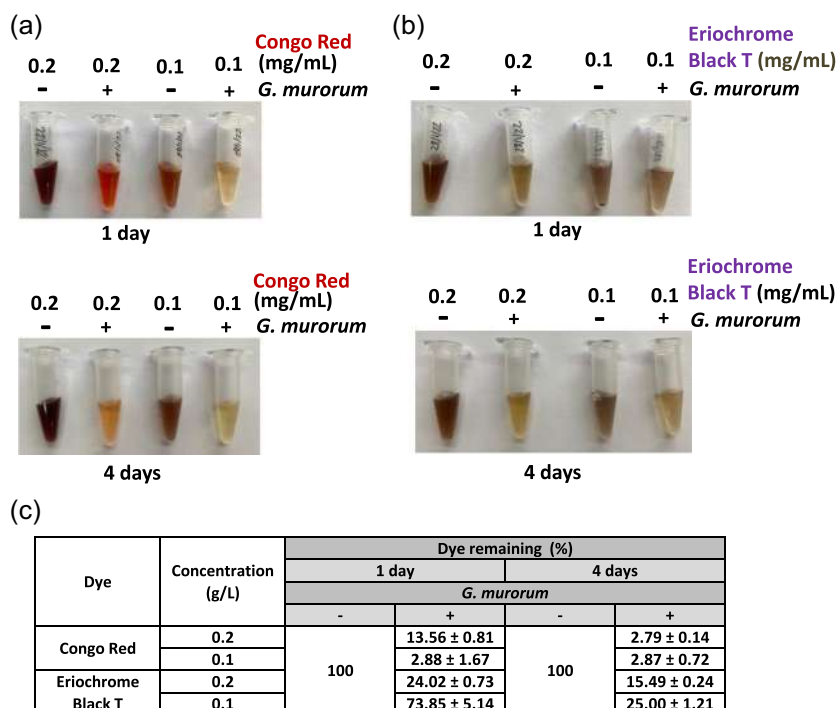 (a)
Congo Red
0.2 0.2 0.1 0.1 (mg/mL)
- + - + G. murorum
1 day
Congo Red
0.2 0.2 0.1 0.1 (mg/mL)
- + - + G. murorum
4 days
(b)
Eriochrome
0.2 0.2 0.1 0.1 Black T (mg/mL)
- + - + G. murorum
1 day
Eriochrome
0.2 0.2 0.1 0.1 Black T (mg/mL)
- + - + G. murorum
4 days
(c)
Dye Concentration (g/L) Dye remaining (%)
1 day 4 days
G. murorum
- + - +
Congo Red 0.2 100 13.56 ± 0.81 100 2.79 ± 0.14
0.1 2.88 ± 1.67 2.87 ± 0.72
Eriochrome Black T 0.2 24.02 ± 0.73 15.49 ± 0.24
0.1 73.85 ± 5.14 25.00 ± 1.21